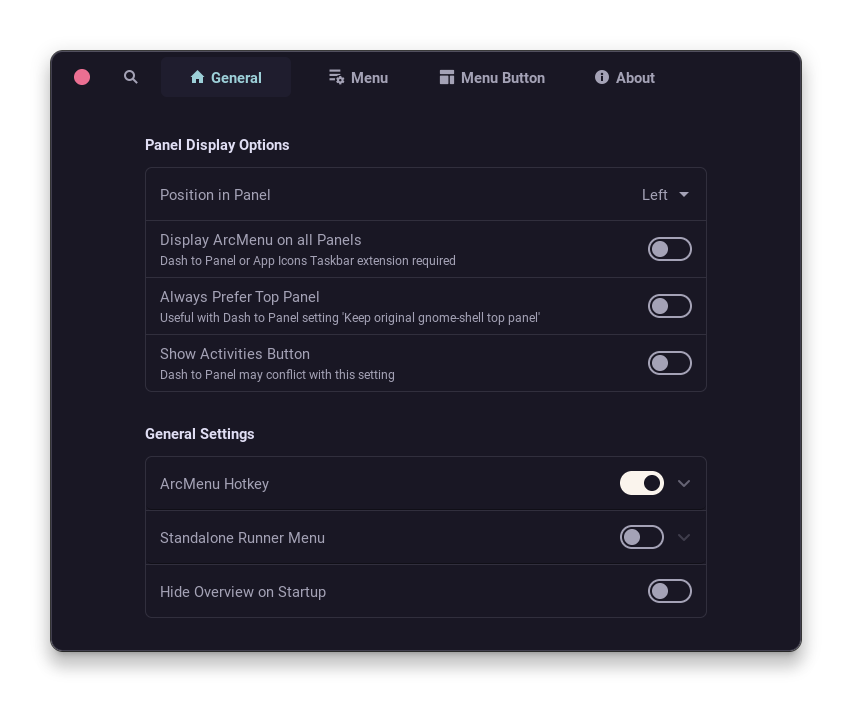 General
Menu
Menu Button
About
Panel Display Options
Position in Panel
Left
Display ArcMenu on all Panels
Dash to Panel or App Icons Taskbar extension required
Always Prefer Top Panel
Useful with Dash to Panel setting 'Keep original gnome-shell top panel'
Show Activities Button
Dash to Panel may conflict with this setting
General Settings
ArcMenu Hotkey
Standalone Runner Menu
Hide Overview on Startup